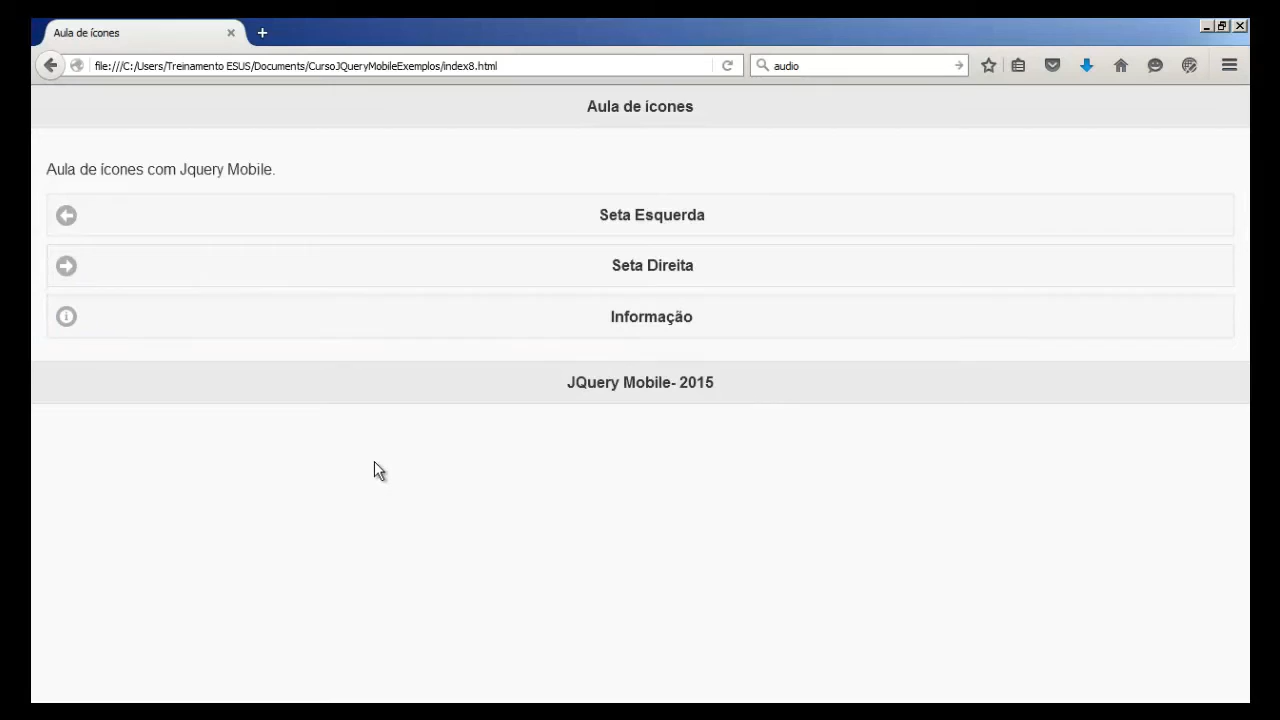 Aula de ícones
file:///C:/Users/Treinamento ESUS/Documents/CursoJQueryMobileExemplos/index8.html
audio
Aula de ícones
Aula de ícones com Jquery Mobile.
Seta Esquerda
Seta Direita
Informação
JQuery Mobile- 2015